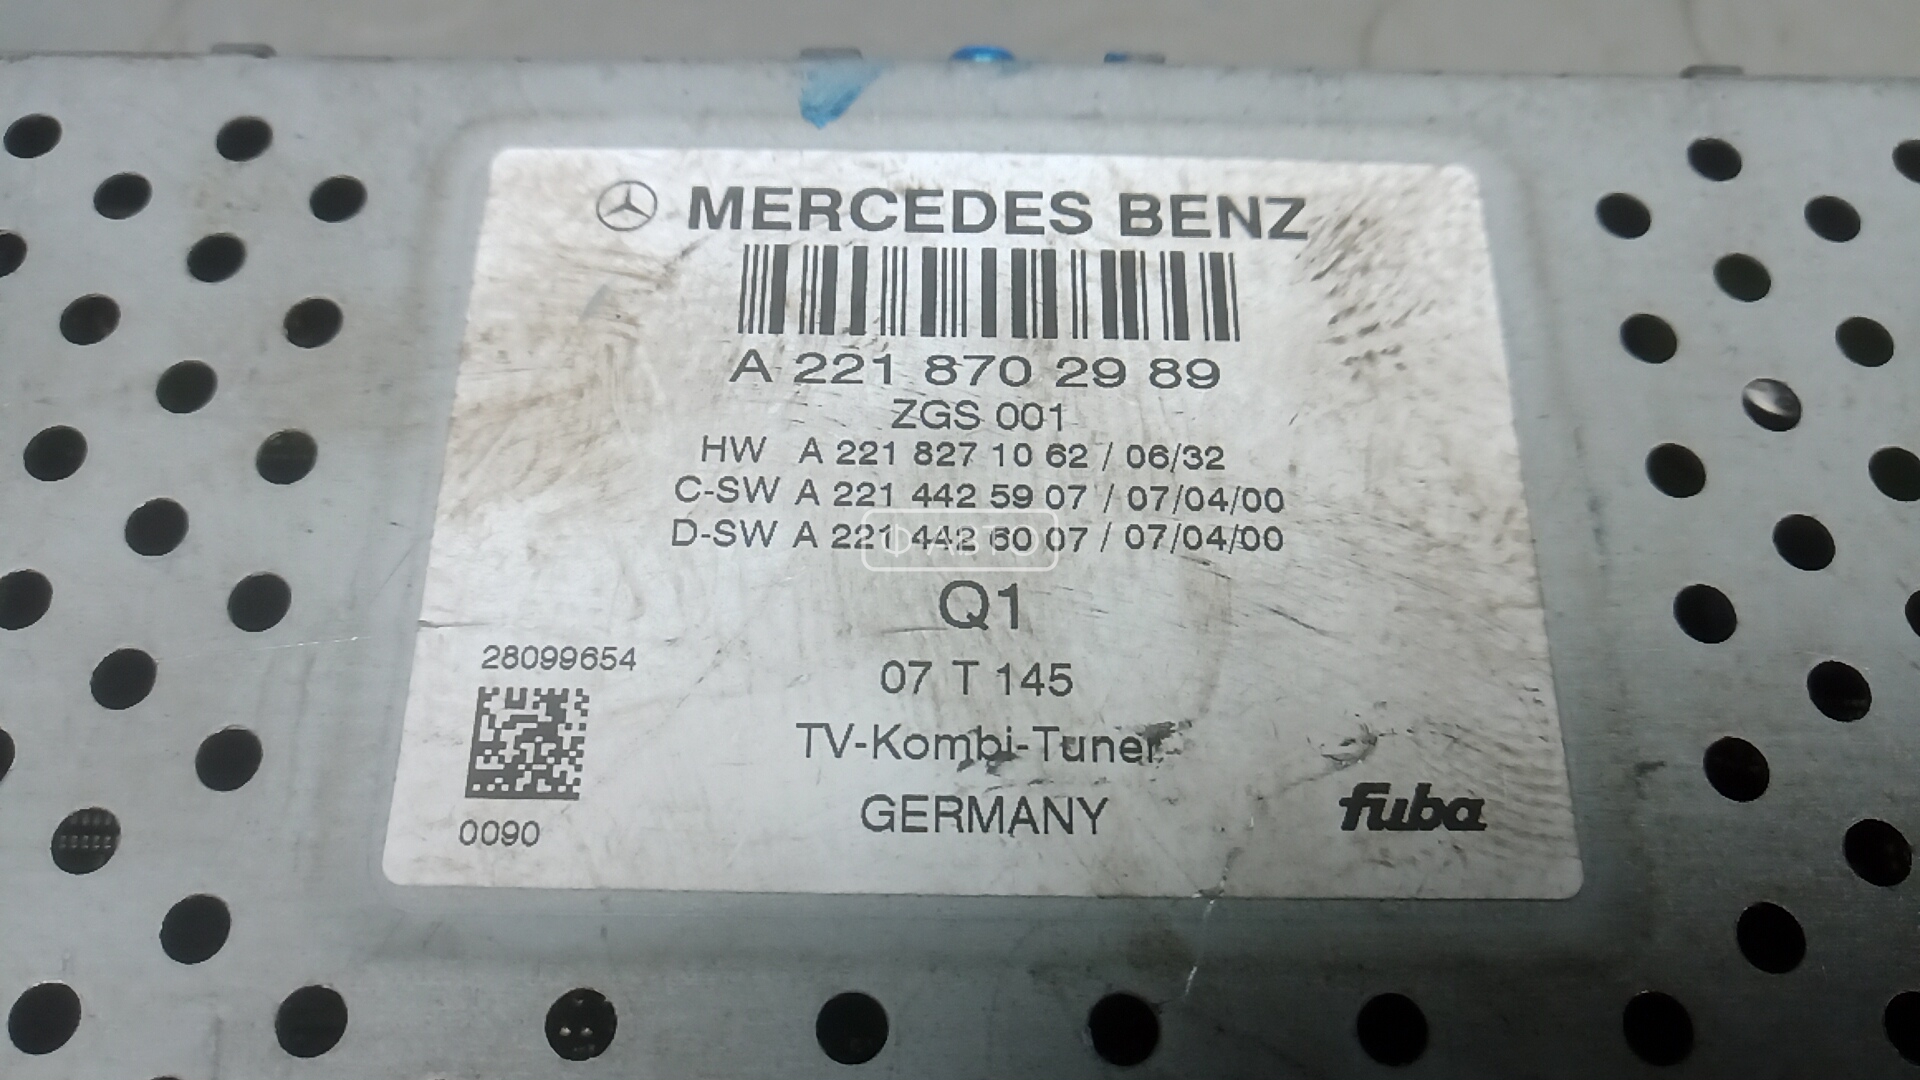 MERCEDES BENZ
A 221 870 29 89
ZGS 001
HW A 221 827 10 62 / 06/32
C-SW A 221 442 59 07 / 07/04/00
D-SW A 221 442 60 07 / 07/04/00
ФАВТО
Q1
28099654
07 T 145
TV-Kombi-Tuner
0090
GERMANY
fuba